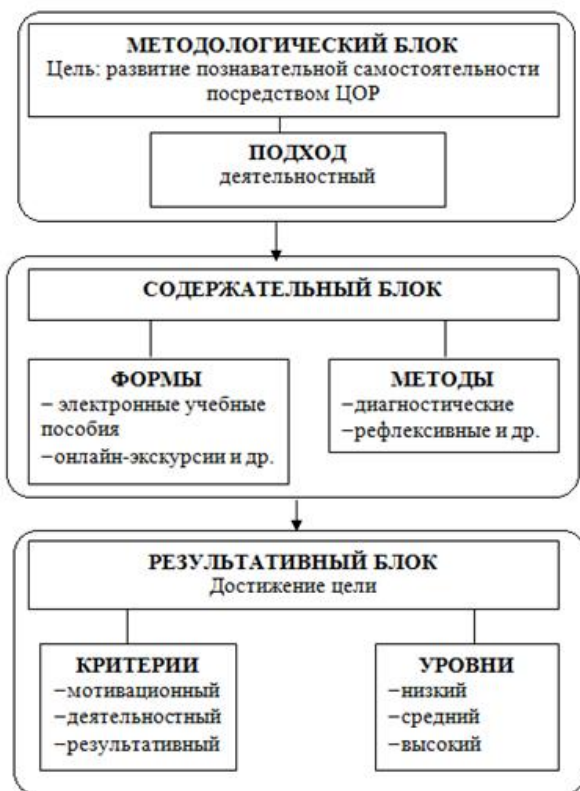 МЕТОДОЛОГИЧЕСКИЙ БЛОК
Цель: развитие познавательной самостоятельности
посредством ЦОР
ПОДХОД
деятельностный
СОДЕРЖАТЕЛЬНЫЙ БЛОК
ФОРМЫ
– электронные учебные
пособия
–онлайн-экскурсии и др.
МЕТОДЫ
–диагностические
–рефлексивные и др.
РЕЗУЛЬТАТИВНЫЙ БЛОК
Достижение цели
КРИТЕРИИ
–мотивационный
–деятельностный
–результативный
УРОВНИ
–низкий
–средний
–высокий